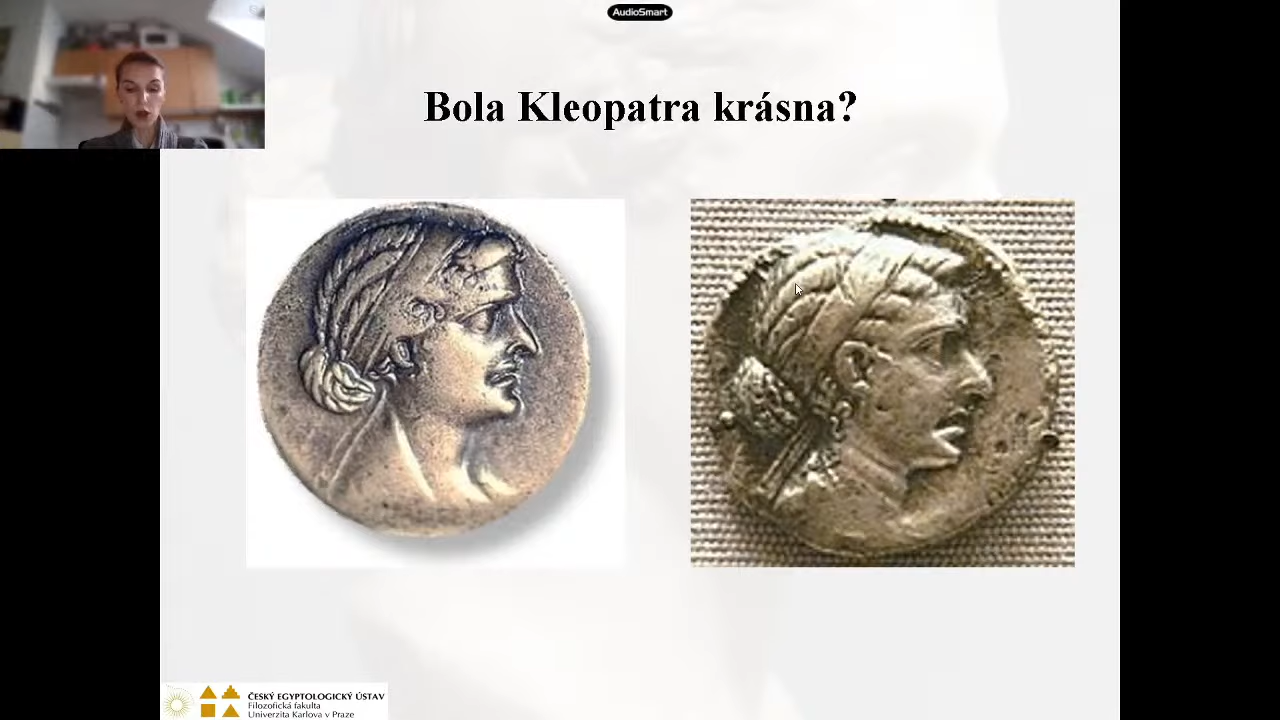 AudioSmart
Bola Kleopatra krásna?
ČESKÝ EGYPTOLOGICKÝ ÚSTAV
Filozofická fakulta
Univerzita Karlova v Praze